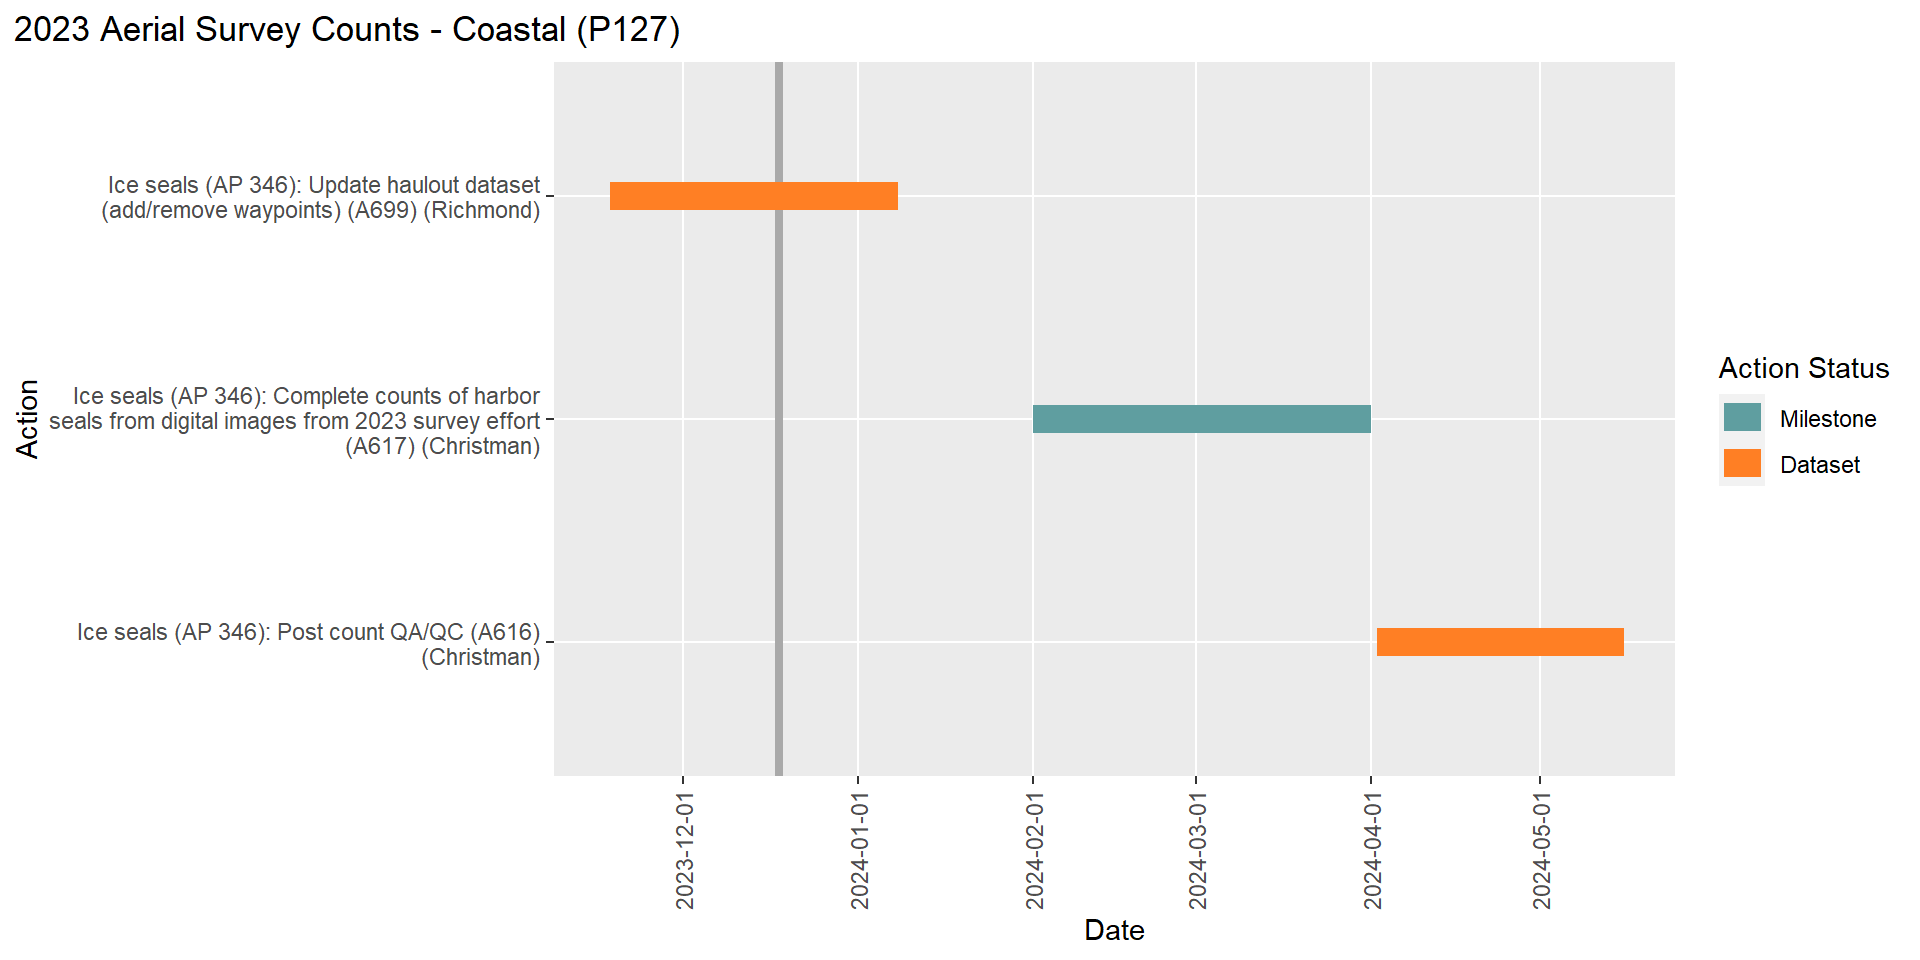 2023 Aerial Survey Counts - Coastal (P127)
Ice seals (AP 346): Update haulout dataset
(add/remove waypoints) (A699) (Richmond)
Ice seals (AP 346): Complete counts of harbor
seals from digital images from 2023 survey effort
(A617) (Christman)
Ice seals (AP 346): Post count QA/QC (A616)
(Christman)
Action
2023-12-01
2024-01-01
2024-02-01
2024-03-01
2024-04-01
2024-05-01
Date
Action Status
Milestone
Dataset